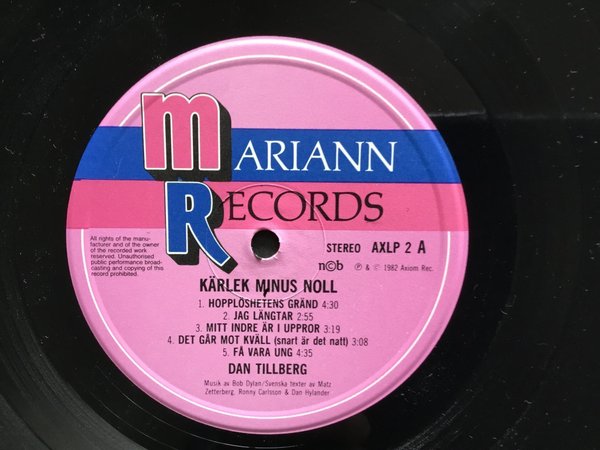 MARIANN
RECORDS
All rights of the manu-
facturer and of the owner
of the recorded work
reserved. Unauthorised
public performance broad-
casting and copying of this
record prohibited.
STEREO AXLP 2 A
n©b ℗ & © 1982 Axiom Rec.
KÄRLEK MINUS NOLL
1. HOPPLÖSHETENS GRÄND 4:30
2. JAG LÄNGTAR 2:55
3. MITT INDRE ÄR I UPPROR 3:19
4. DET GÅR MOT KVÄLL (snart är det natt) 3:08
5. FÅ VARA UNG 4:35
DAN TILLBERG
Musik av Bob Dylan/Svenska texter av Matz
Zetterberg, Ronny Carlsson & Dan Hylander